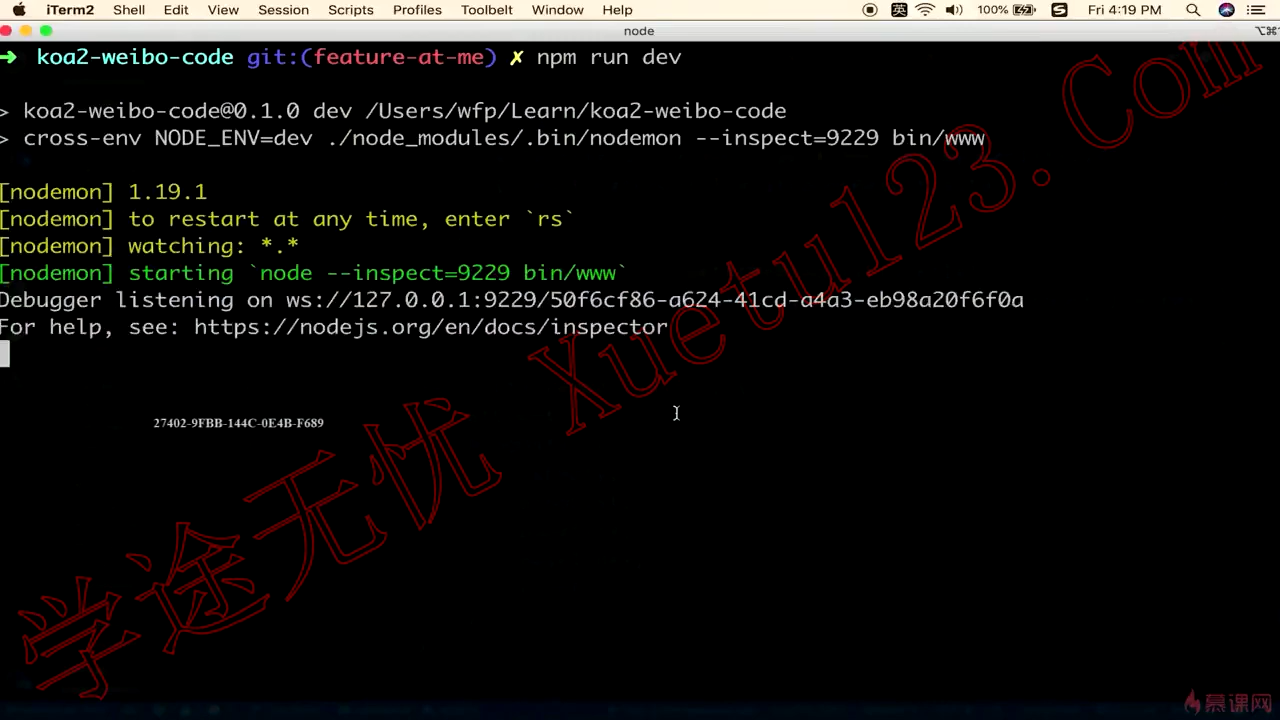 iTerm2 Shell Edit View Session Scripts Profiles Toolbelt Window Help 英 100% S Fri 4:19 PM
node
➜ koa2-weibo-code git:(feature-at-me) ✗ npm run dev
> koa2-weibo-code@0.1.0 dev /Users/wfp/Learn/koa2-weibo-code
> cross-env NODE_ENV=dev ./node_modules/.bin/nodemon --inspect=9229 bin/www
[nodemon] 1.19.1
[nodemon] to restart at any time, enter `rs`
[nodemon] watching: *.*
[nodemon] starting `node --inspect=9229 bin/www`
Debugger listening on ws://127.0.0.1:9229/50f6cf86-a624-41cd-a4a3-eb98a20f6f0a
For help, see: https://nodejs.org/en/docs/inspector
27402-9FBB-144C-0E4B-F689
学途无忧 Xuetu123.Com
慕课网